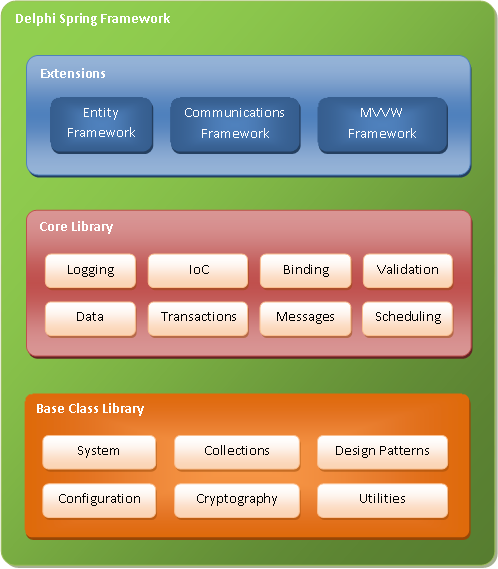 Delphi Spring Framework
Extensions
Entity
Framework
Communications
Framework
MVVW
Framework
Core Library
Logging
IoC
Binding
Validation
Data
Transactions
Messages
Scheduling
Base Class Library
System
Collections
Design Patterns
Configuration
Cryptography
Utilities